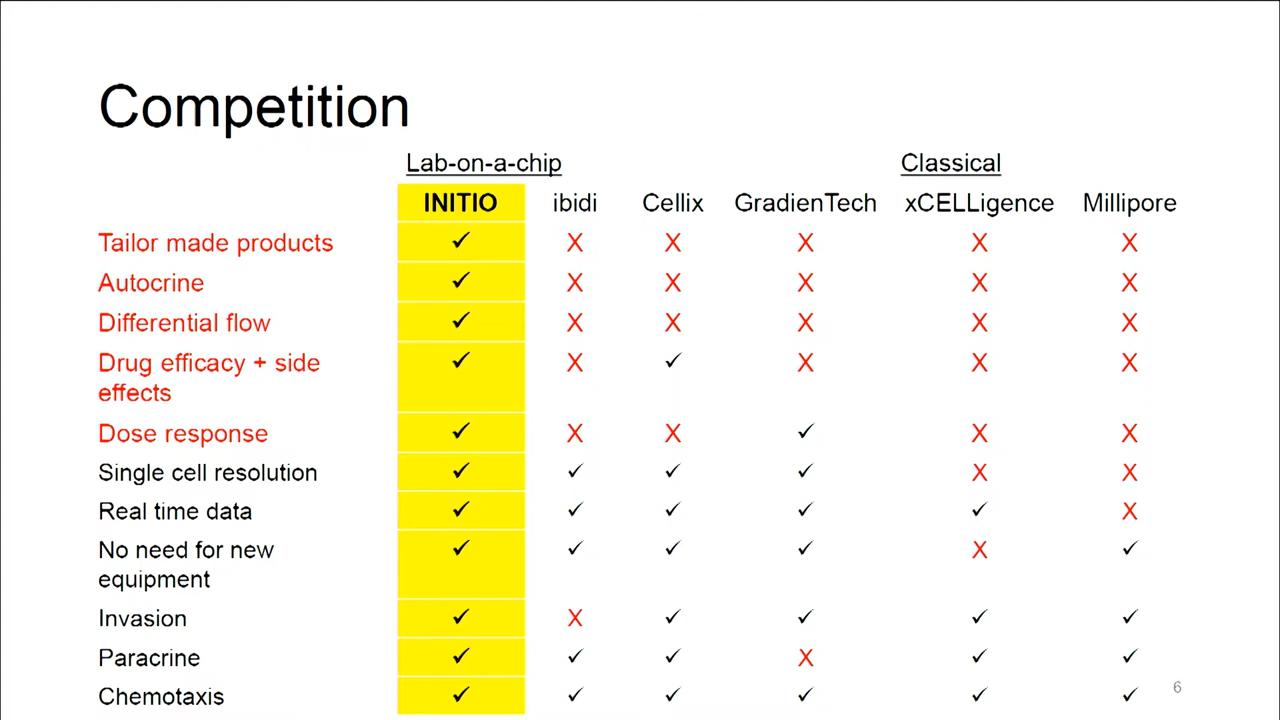 Competition
Lab-on-a-chip Classical
INITIO ibidi Cellix GradienTech xCELLigence Millipore
Tailor made products ✓ X X X X X
Autocrine ✓ X X X X X
Differential flow ✓ X X X X X
Drug efficacy + side ✓ X ✓ X X X
effects
Dose response ✓ X X ✓ X X
Single cell resolution ✓ ✓ ✓ ✓ X X
Real time data ✓ ✓ ✓ ✓ ✓ X
No need for new ✓ ✓ ✓ ✓ X ✓
equipment
Invasion ✓ X ✓ ✓ ✓ ✓
Paracrine ✓ ✓ ✓ X ✓ ✓
Chemotaxis ✓ ✓ ✓ ✓ ✓ ✓
6